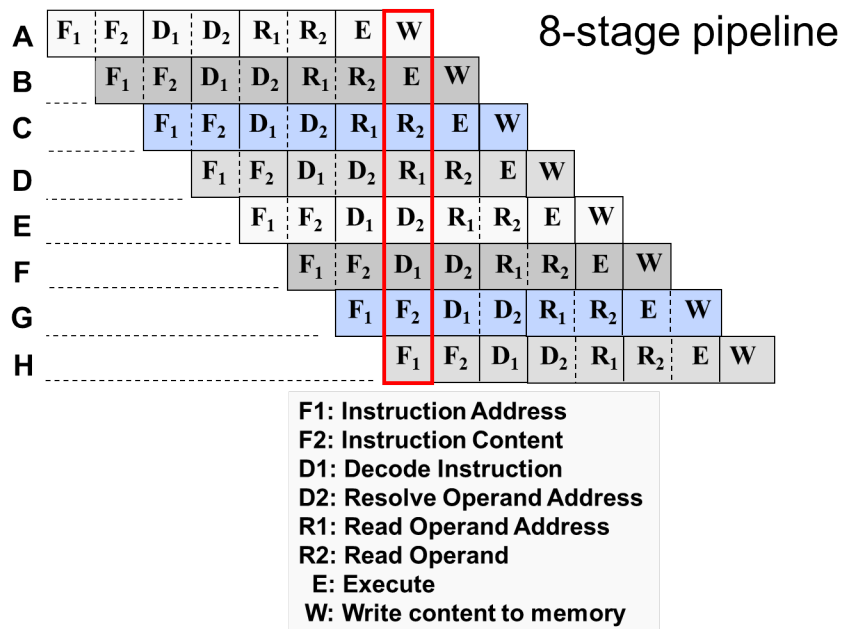 8-stage pipeline
A F₁ F₂ D₁ D₂ R₁ R₂ E W
B F₁ F₂ D₁ D₂ R₁ R₂ E W
C F₁ F₂ D₁ D₂ R₁ R₂ E W
D F₁ F₂ D₁ D₂ R₁ R₂ E W
E F₁ F₂ D₁ D₂ R₁ R₂ E W
F F₁ F₂ D₁ D₂ R₁ R₂ E W
G F₁ F₂ D₁ D₂ R₁ R₂ E W
H F₁ F₂ D₁ D₂ R₁ R₂ E W
F1: Instruction Address
F2: Instruction Content
D1: Decode Instruction
D2: Resolve Operand Address
R1: Read Operand Address
R2: Read Operand
E: Execute
W: Write content to memory